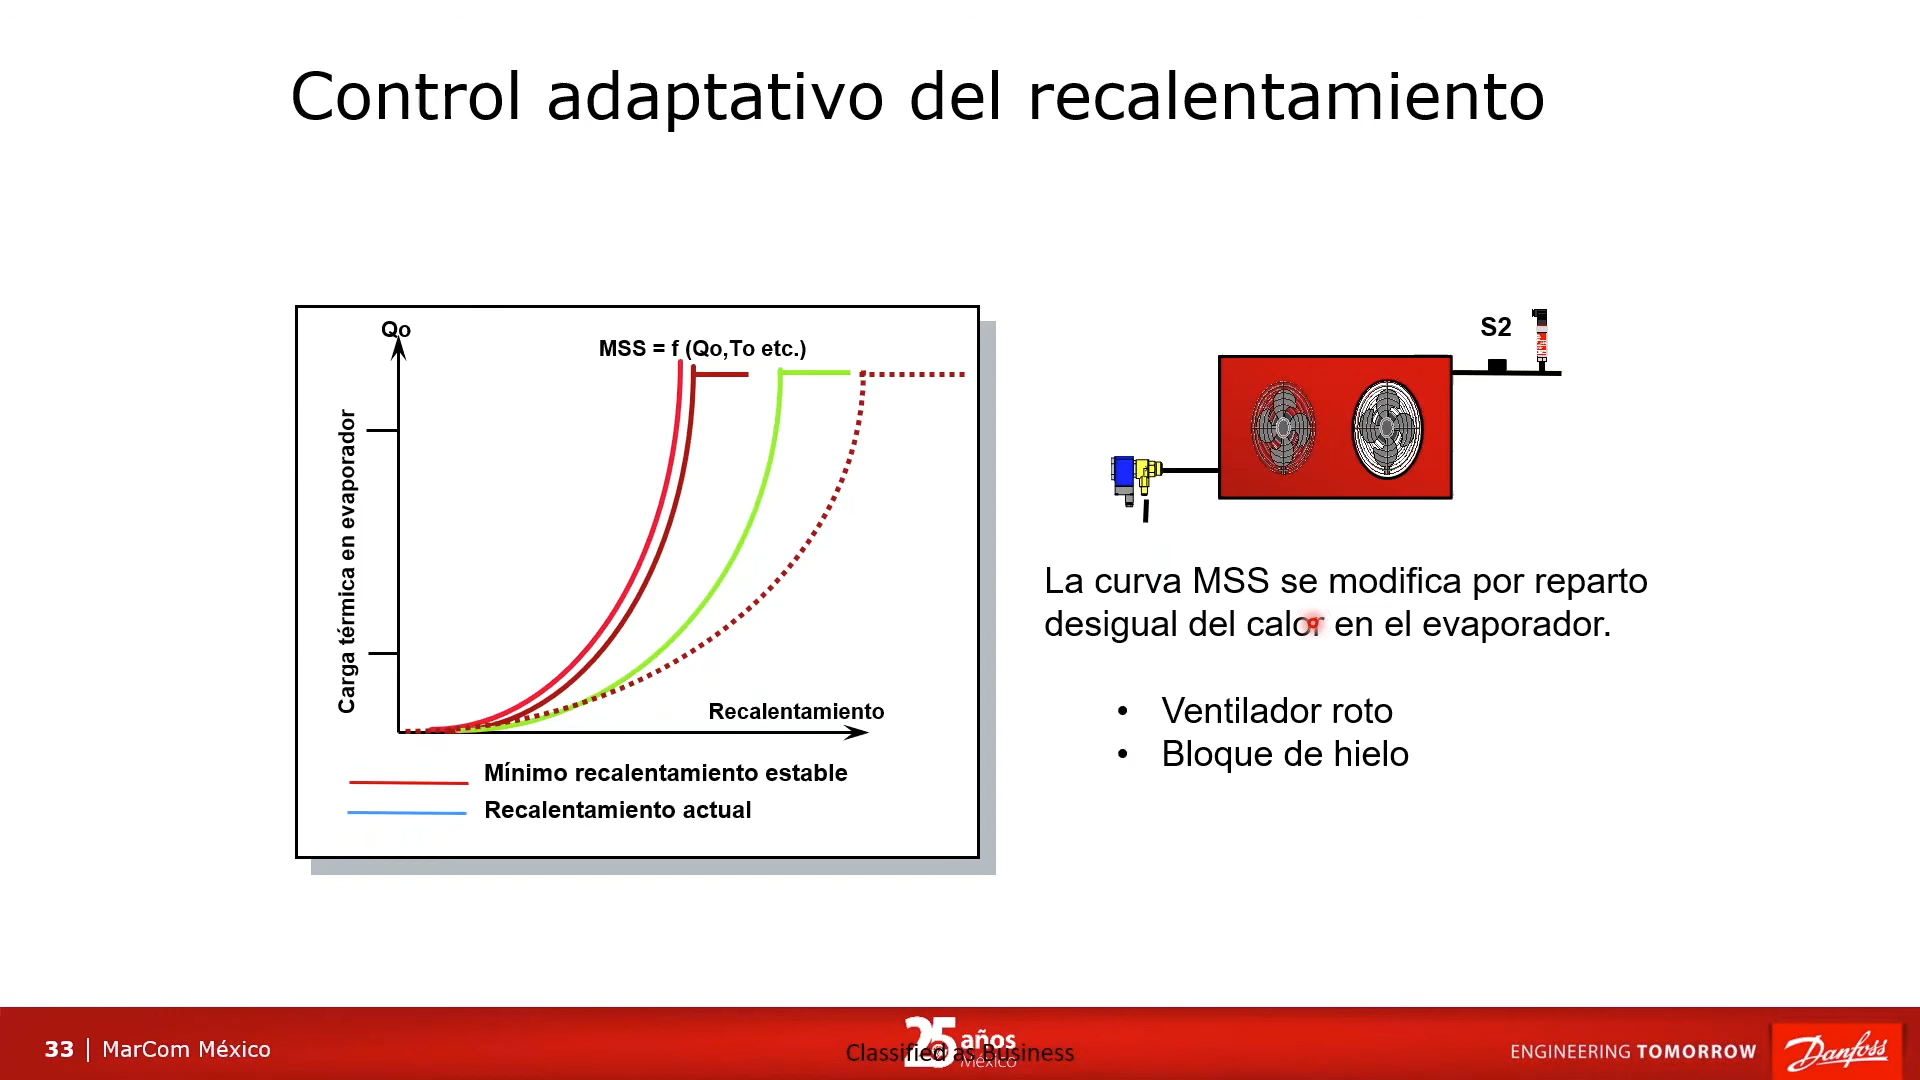 Control adaptativo del recalentamiento
Qo
MSS = f (Qo,To etc.)
Carga térmica en evaporador
Recalentamiento
Mínimo recalentamiento estable
Recalentamiento actual
S2
La curva MSS se modifica por reparto
desigual del calor en el evaporador.
• Ventilador roto
• Bloque de hielo
33 | MarCom México
25 años
México
Classified as Business
ENGINEERING TOMORROW
Danfoss